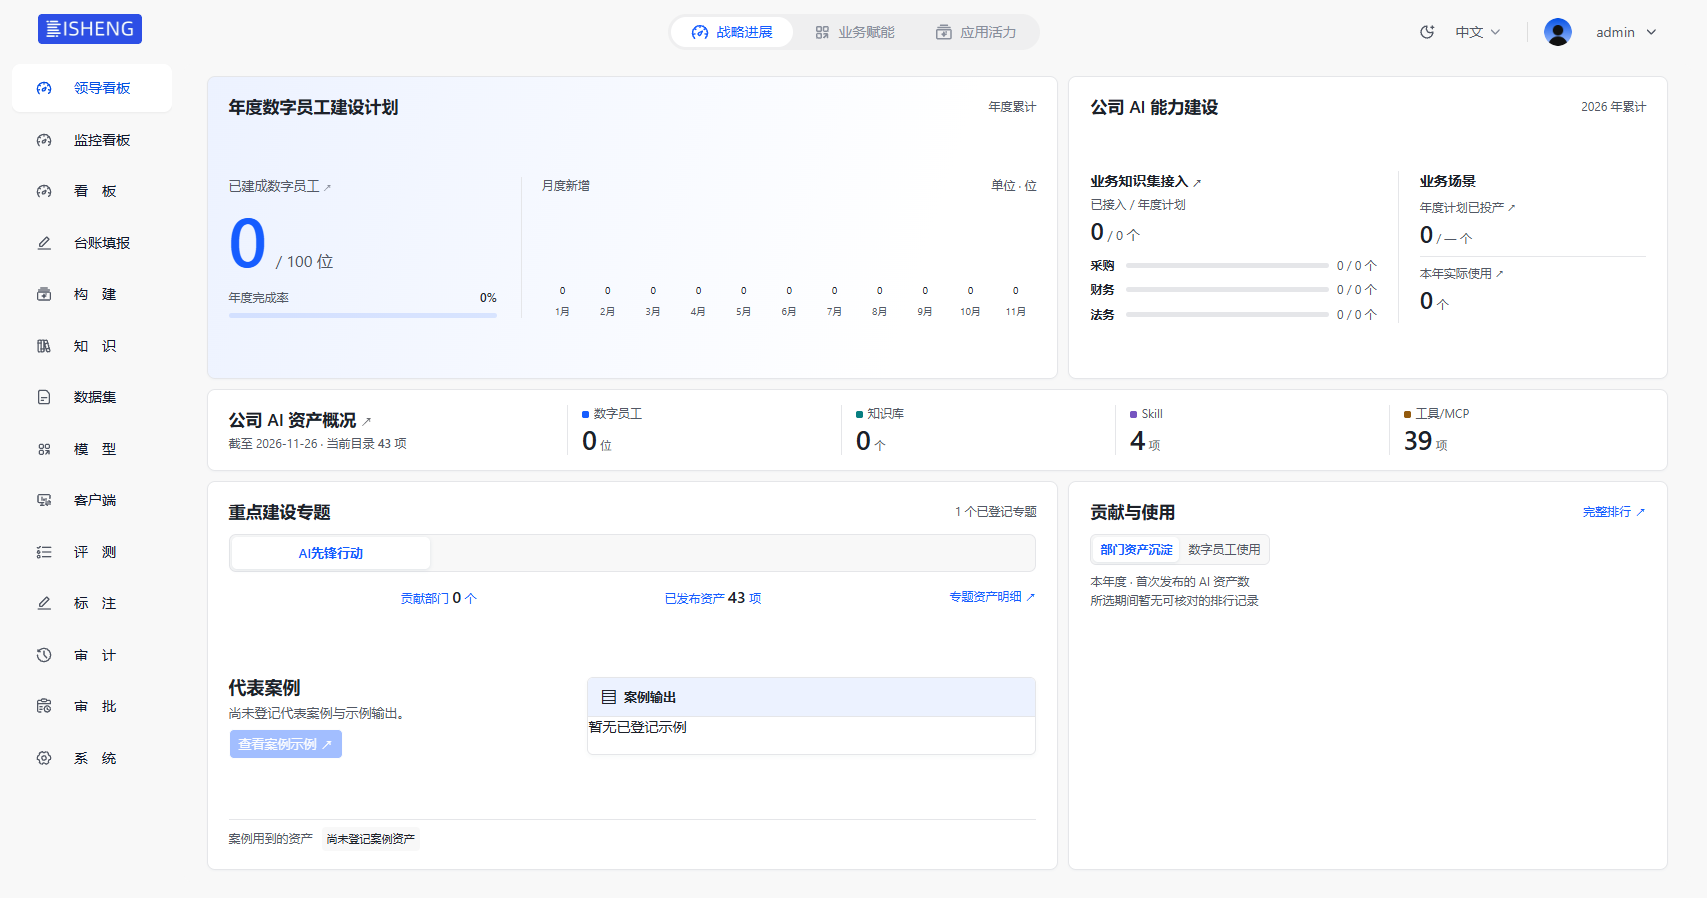 ISHENG
战略进展
业务赋能
应用活力
中文
admin
领导看板
监控看板
看 板
台账填报
构 建
知 识
数据集
模 型
客户端
评 测
标 注
审 计
审 批
系 统
年度数字员工建设计划
年度累计
已建成数字员工 ↗
0 / 100 位
年度完成率 0%
月度新增 单位 · 位
0 0 0 0 0 0 0 0 0 0 0
1月 2月 3月 4月 5月 6月 7月 8月 9月 10月 11月
公司 AI 能力建设
2026 年累计
业务知识集接入 ↗
已接入 / 年度计划
0 / 0 个
采购 0 / 0 个
财务 0 / 0 个
法务 0 / 0 个
业务场景
年度计划已投产 ↗
0 / — 个
本年实际使用 ↗
0 个
公司 AI 资产概况 ↗
截至 2026-11-26 · 当前目录 43 项
数字员工
0 位
知识库
0 个
Skill
4 项
工具/MCP
39 项
重点建设专题
1 个已登记专题
AI先锋行动
贡献部门 0 个
已发布资产 43 项
专题资产明细 ↗
代表案例
尚未登记代表案例与示例输出。
查看案例示例 ↗
案例输出
暂无已登记示例
案例用到的资产 尚未登记案例资产
贡献与使用
完整排行 ↗
部门资产沉淀 数字员工使用
本年度 · 首次发布的 AI 资产数
所选期间暂无可核对的排行记录